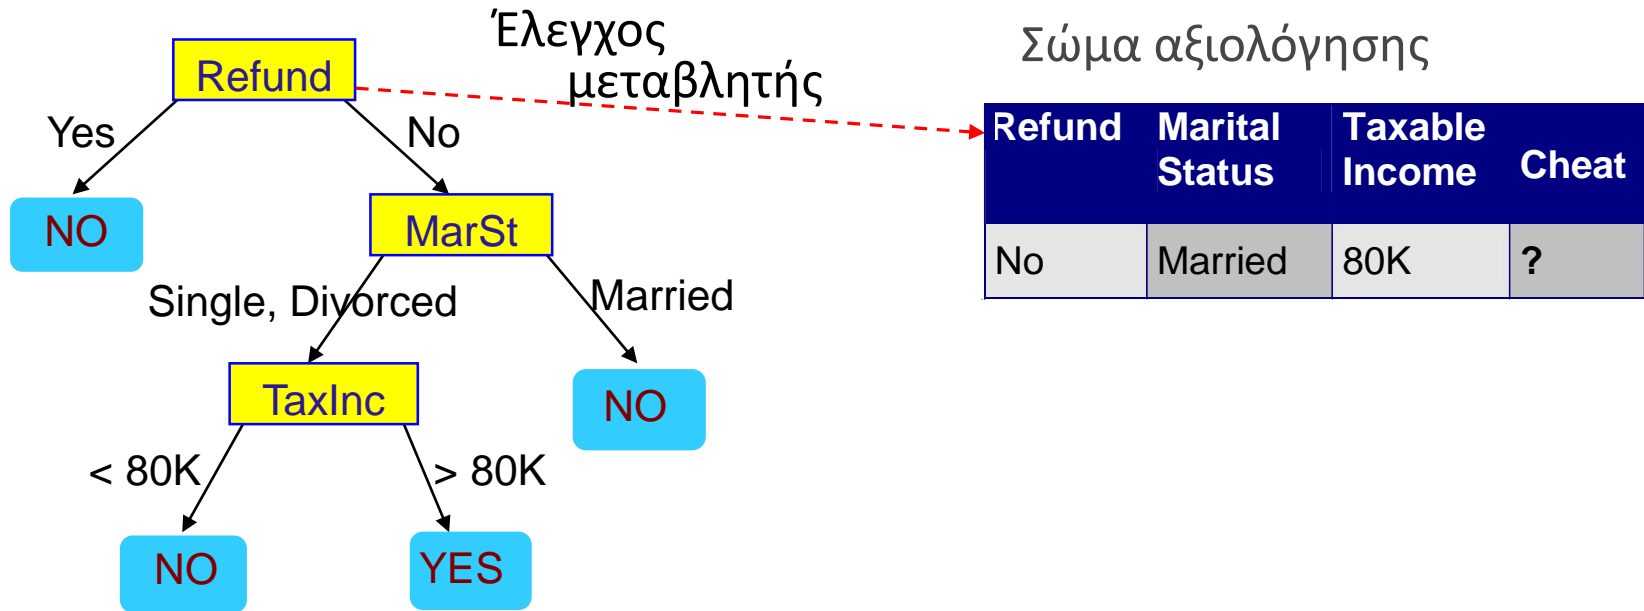 Έλεγχος
μεταβλητής
Σώμα αξιολόγησης
Refund
Yes
No
NO
MarSt
Single, Divorced
Married
TaxInc
NO
< 80K
> 80K
NO
YES
Refund Marital Status Taxable Income Cheat
No Married 80K ?